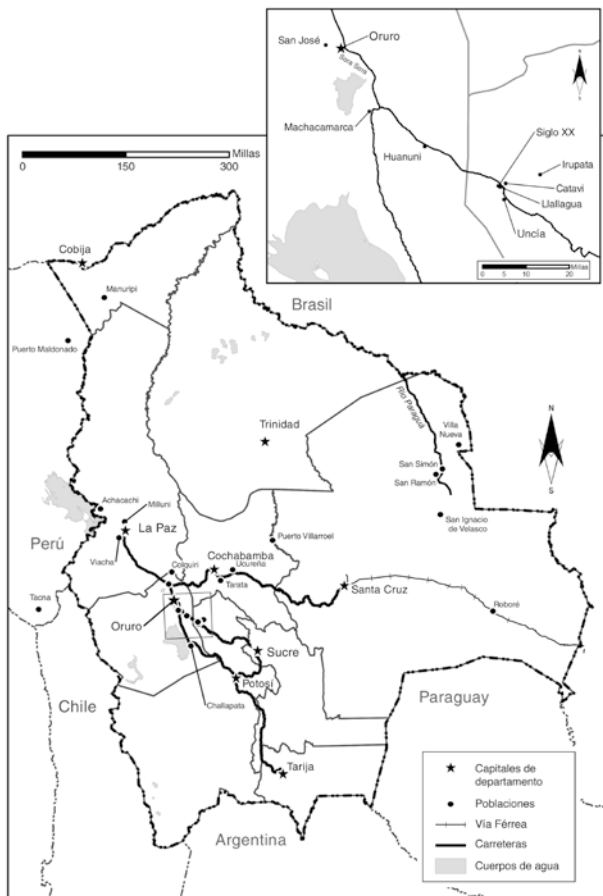 San José
Oruro
Sora Sora
Machacamarca
Huanuni
Siglo XX
Irupata
Catavi
Llallagua
Uncía
N
S
0 5 10 20
Millas
Millas
0 150 300
Cobija
Manuripi
Puerto Maldonado
Brasil
Río Paraguá
Trinidad
Villa
Nueva
San Simón
San Ramón
San Ignacio
de Velasco
N
S
Achacachi
Milluni
La Paz
Perú
Viacha
Puerto Villarroel
Colquiri
Cochabamba
Ucureña
Tarata
Tacna
Santa Cruz
Roboré
Oruro
Sucre
Potosí
Challapata
Chile
Paraguay
Tarija
Argentina
Capitales de
departamento
Poblaciones
Vía Férrea
Carreteras
Cuerpos de agua